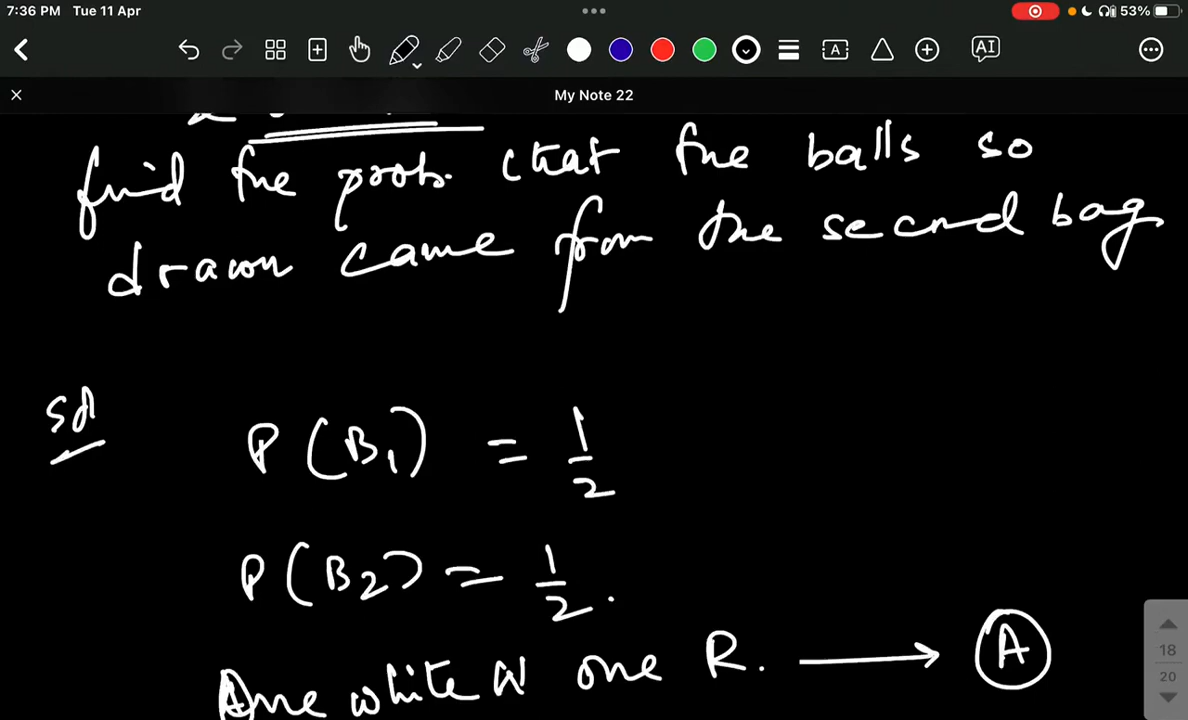 7:36 PM Tue 11 Apr
53%
A
AI
My Note 22
find the prob. that the balls so
drawn came from the second bag
Sol
P(B₁) = 1/2
P(B₂) = 1/2.
One white one R. → A
18
20